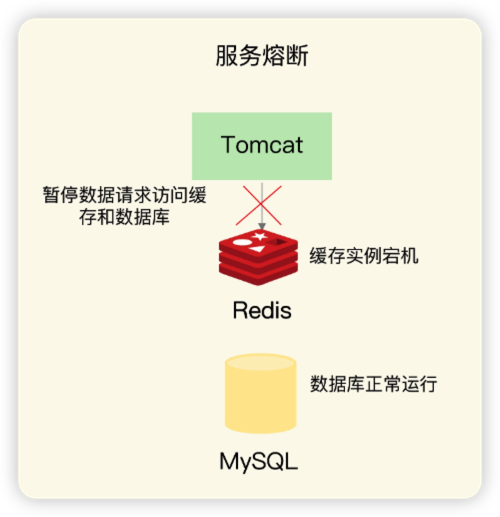 服务熔断
Tomcat
暂停数据请求访问缓
存和数据库
缓存实例宕机
Redis
数据库正常运行
MySQL